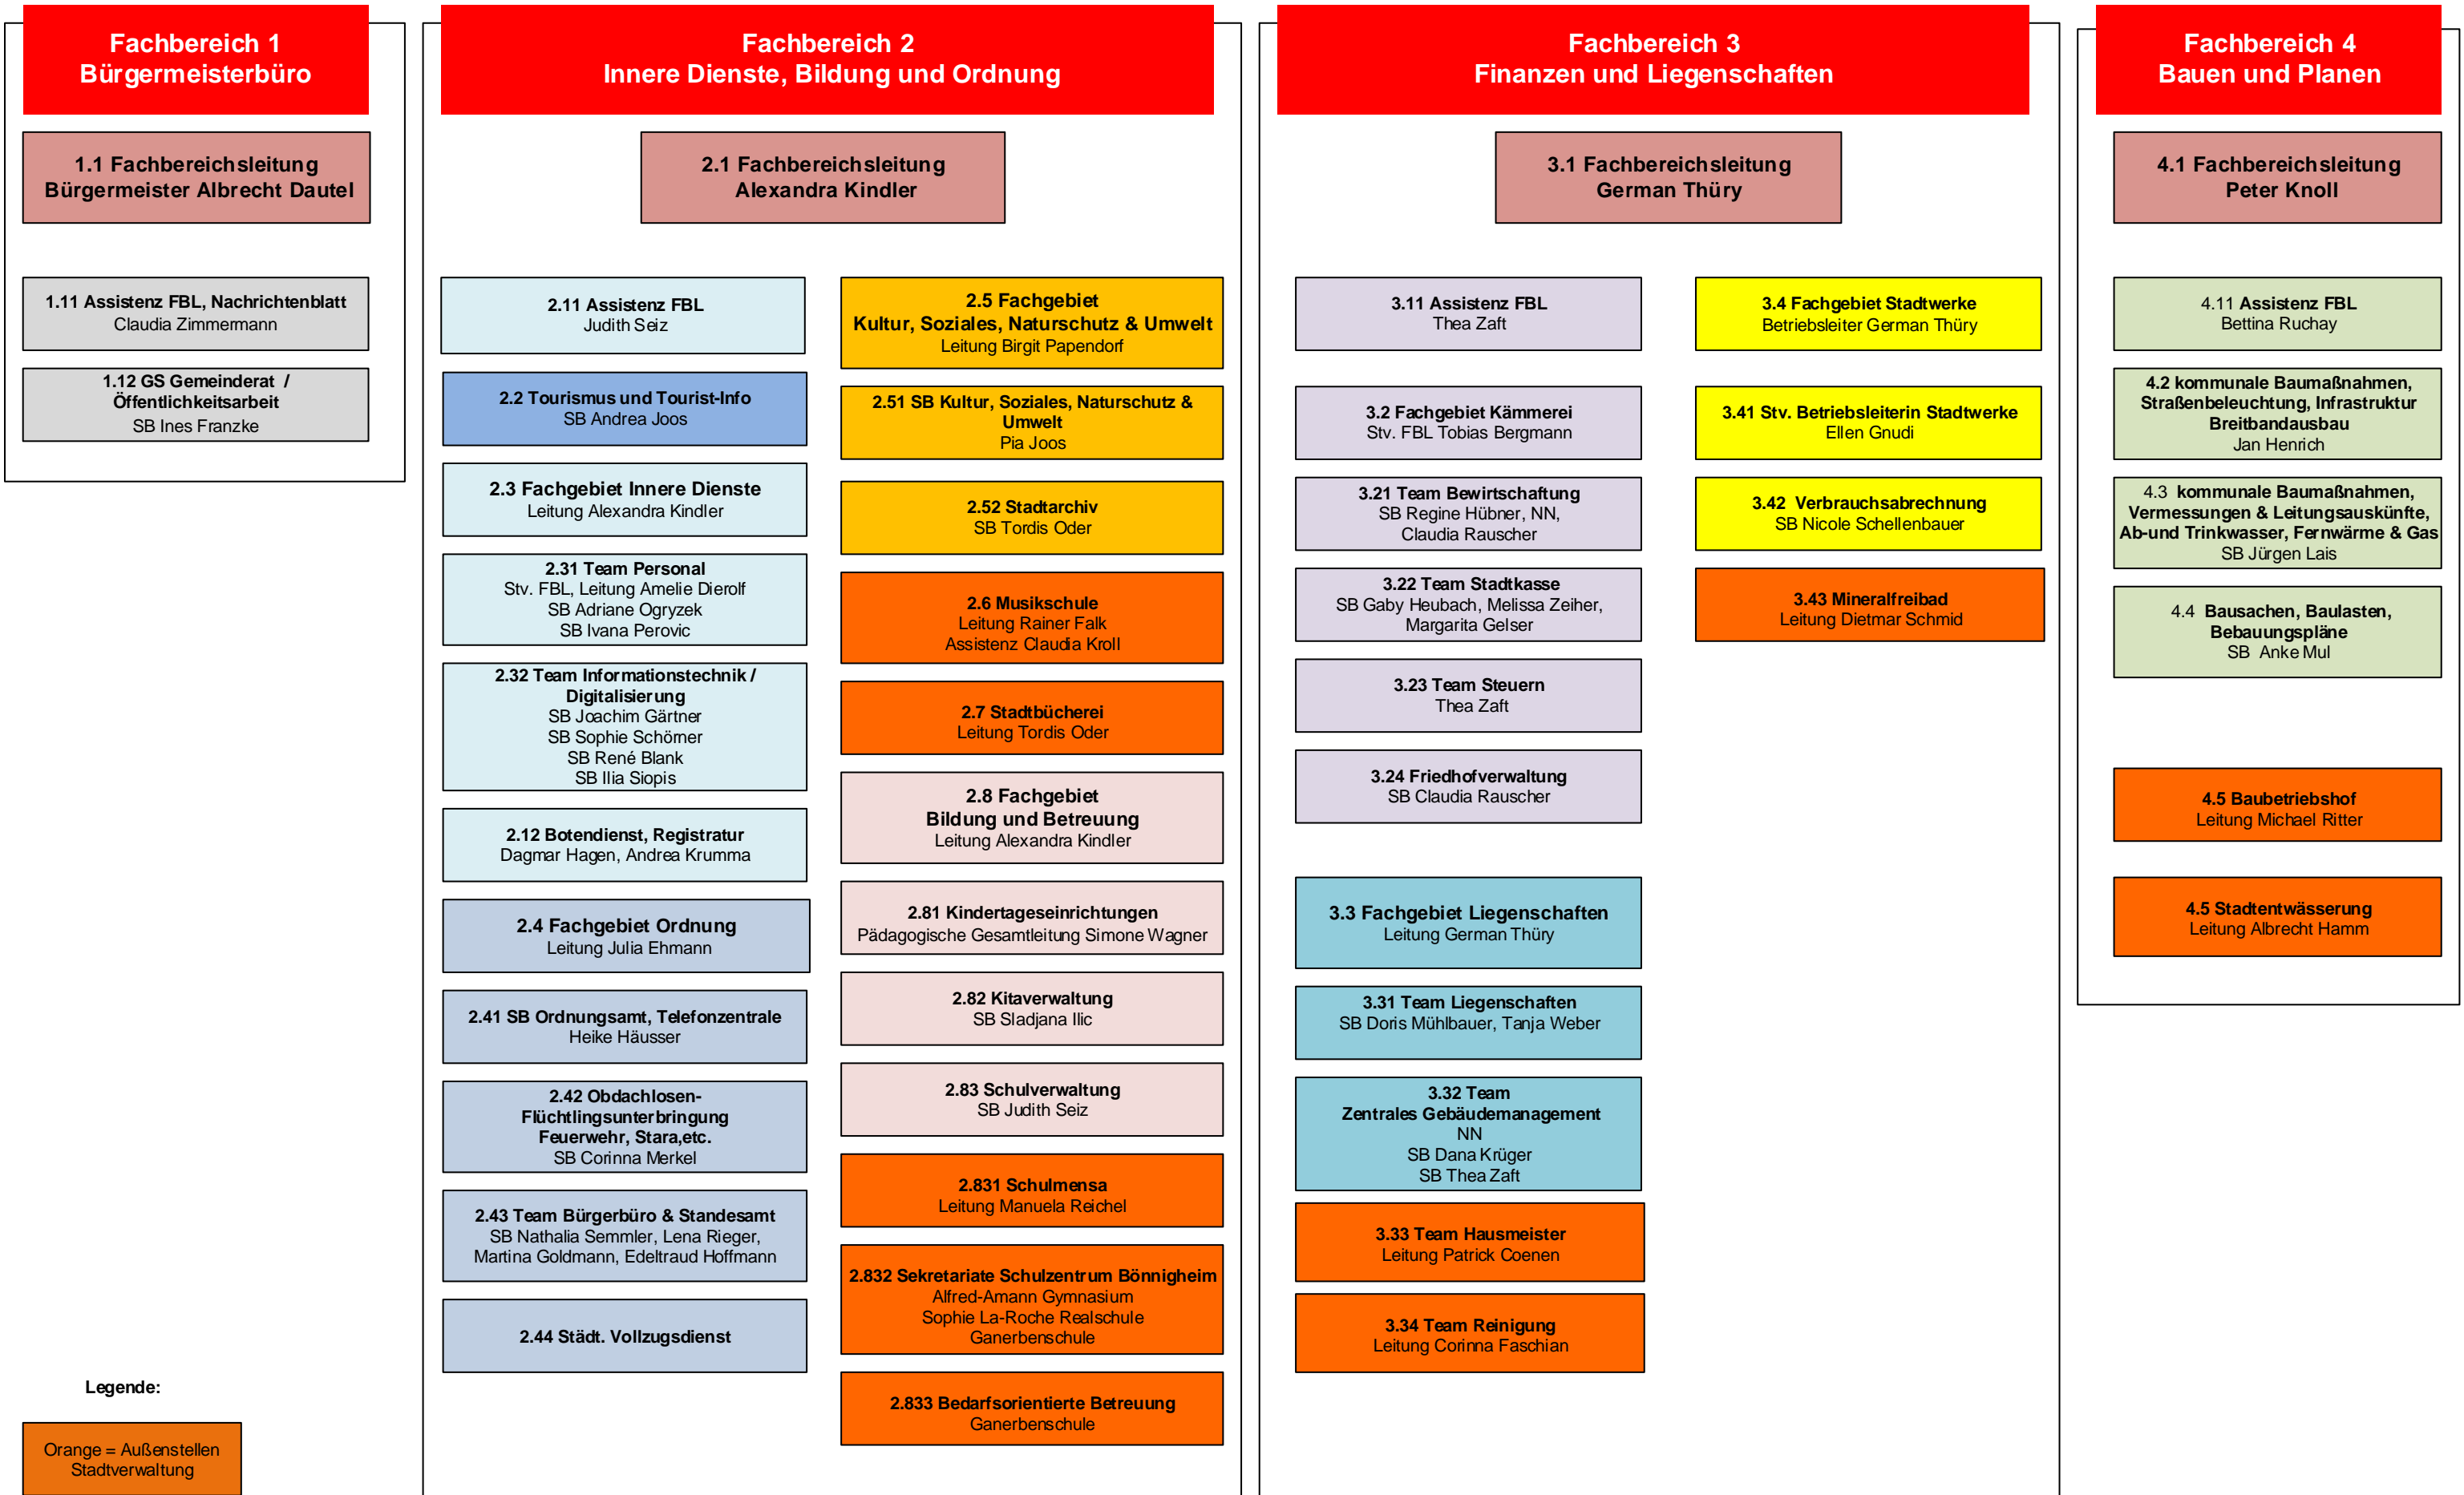 Fachbereich 1
Bürgermeisterbüro
1.1 Fachbereichsleitung
Bürgermeister Albrecht Dautel
1.11 Assistenz FBL, Nachrichtenblatt
Claudia Zimmermann
1.12 GS Gemeinderat /
Öffentlichkeitsarbeit
SB Ines Franzke
Fachbereich 2
Innere Dienste, Bildung und Ordnung
2.1 Fachbereichsleitung
Alexandra Kindler
2.11 Assistenz FBL
Judith Seiz
2.2 Tourismus und Tourist-Info
SB Andrea Joos
2.3 Fachgebiet Innere Dienste
Leitung Alexandra Kindler
2.31 Team Personal
Stv. FBL, Leitung Amelie Dierolf
SB Adriane Ogryzek
SB Ivana Perovic
2.32 Team Informationstechnik /
Digitalisierung
SB Joachim Gärtner
SB Sophie Schörner
SB René Blank
SB Ilia Siopis
2.12 Botendienst, Registratur
Dagmar Hagen, Andrea Krumma
2.4 Fachgebiet Ordnung
Leitung Julia Ehmann
2.41 SB Ordnungsamt, Telefonzentrale
Heike Häusser
2.42 Obdachlosen-
Flüchtlingsunterbringung
Feuerwehr, Stara,etc.
SB Corinna Merkel
2.43 Team Bürgerbüro & Standesamt
SB Nathalia Semmler, Lena Rieger,
Martina Goldmann, Edeltraud Hoffmann
2.44 Städt. Vollzugsdienst
2.5 Fachgebiet
Kultur, Soziales, Naturschutz & Umwelt
Leitung Birgit Papendorf
2.51 SB Kultur, Soziales, Naturschutz &
Umwelt
Pia Joos
2.52 Stadtarchiv
SB Tordis Oder
2.6 Musikschule
Leitung Rainer Falk
Assistenz Claudia Kroll
2.7 Stadtbücherei
Leitung Tordis Oder
2.8 Fachgebiet
Bildung und Betreuung
Leitung Alexandra Kindler
2.81 Kindertageseinrichtungen
Pädagogische Gesamtleitung Simone Wagner
2.82 Kitaverwaltung
SB Sladjana Ilic
2.83 Schulverwaltung
SB Judith Seiz
2.831 Schulmensa
Leitung Manuela Reichel
2.832 Sekretariate Schulzentrum Bönnigheim
Alfred-Amann Gymnasium
Sophie La-Roche Realschule
Ganerbenschule
2.833 Bedarfsorientierte Betreuung
Ganerbenschule
Fachbereich 3
Finanzen und Liegenschaften
3.1 Fachbereichsleitung
German Thüry
3.11 Assistenz FBL
Thea Zaft
3.2 Fachgebiet Kämmerei
Stv. FBL Tobias Bergmann
3.21 Team Bewirtschaftung
SB Regine Hübner, NN,
Claudia Rauscher
3.22 Team Stadtkasse
SB Gaby Heubach, Melissa Zeiher,
Margarita Gelser
3.23 Team Steuern
Thea Zaft
3.24 Friedhofverwaltung
SB Claudia Rauscher
3.3 Fachgebiet Liegenschaften
Leitung German Thüry
3.31 Team Liegenschaften
SB Doris Mühlbauer, Tanja Weber
3.32 Team
Zentrales Gebäudemanagement
NN
SB Dana Krüger
SB Thea Zaft
3.33 Team Hausmeister
Leitung Patrick Coenen
3.34 Team Reinigung
Leitung Corinna Faschian
3.4 Fachgebiet Stadtwerke
Betriebsleiter German Thüry
3.41 Stv. Betriebsleiterin Stadtwerke
Ellen Gnudi
3.42 Verbrauchsabrechnung
SB Nicole Schellenbauer
3.43 Mineralfreibad
Leitung Dietmar Schmid
Fachbereich 4
Bauen und Planen
4.1 Fachbereichsleitung
Peter Knoll
4.11 Assistenz FBL
Bettina Ruchay
4.2 kommunale Baumaßnahmen,
Straßenbeleuchtung, Infrastruktur
Breitbandausbau
Jan Henrich
4.3 kommunale Baumaßnahmen,
Vermessungen & Leitungsauskünfte,
Ab-und Trinkwasser, Fernwärme & Gas
SB Jürgen Lais
4.4 Bausachen, Baulasten,
Bebauungspläne
SB Anke Mul
4.5 Baubetriebshof
Leitung Michael Ritter
4.5 Stadtentwässerung
Leitung Albrecht Hamm
Legende:
Orange = Außenstellen
Stadtverwaltung